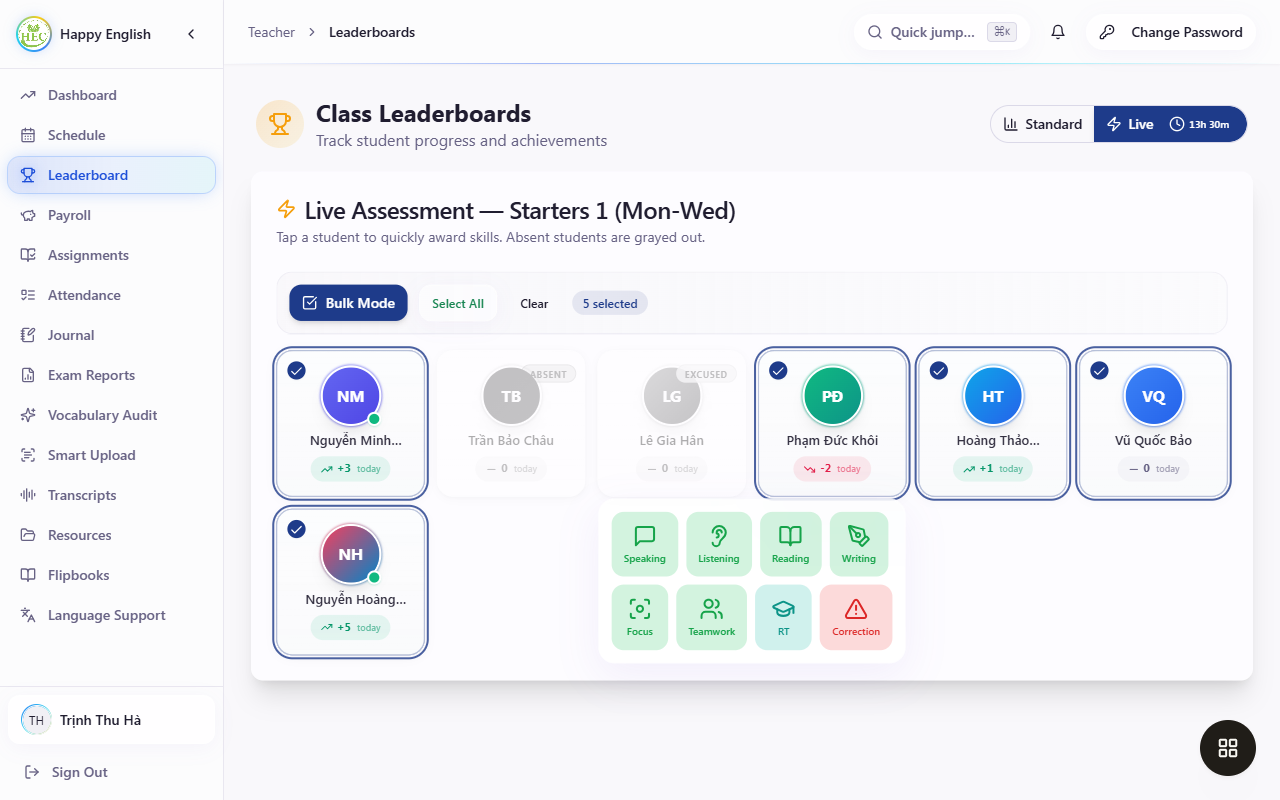 HEC
Happy English
Teacher
Leaderboards
Quick jump...
⌘K
Change Password
Dashboard
Schedule
Leaderboard
Payroll
Assignments
Attendance
Journal
Exam Reports
Vocabulary Audit
Smart Upload
Transcripts
Resources
Flipbooks
Language Support
TH
Trịnh Thu Hà
Sign Out
Class Leaderboards
Track student progress and achievements
Standard
Live
13h 30m
Live Assessment — Starters 1 (Mon-Wed)
Tap a student to quickly award skills. Absent students are grayed out.
Bulk Mode
Select All
Clear
5 selected
NM
Nguyễn Minh...
+3 today
ABSENT
TB
Trần Bảo Châu
0 today
EXCUSED
LG
Lê Gia Hân
0 today
PĐ
Phạm Đức Khôi
-2 today
HT
Hoàng Thảo...
+1 today
VQ
Vũ Quốc Bảo
0 today
NH
Nguyễn Hoàng...
+5 today
Speaking
Listening
Reading
Writing
Focus
Teamwork
RT
Correction